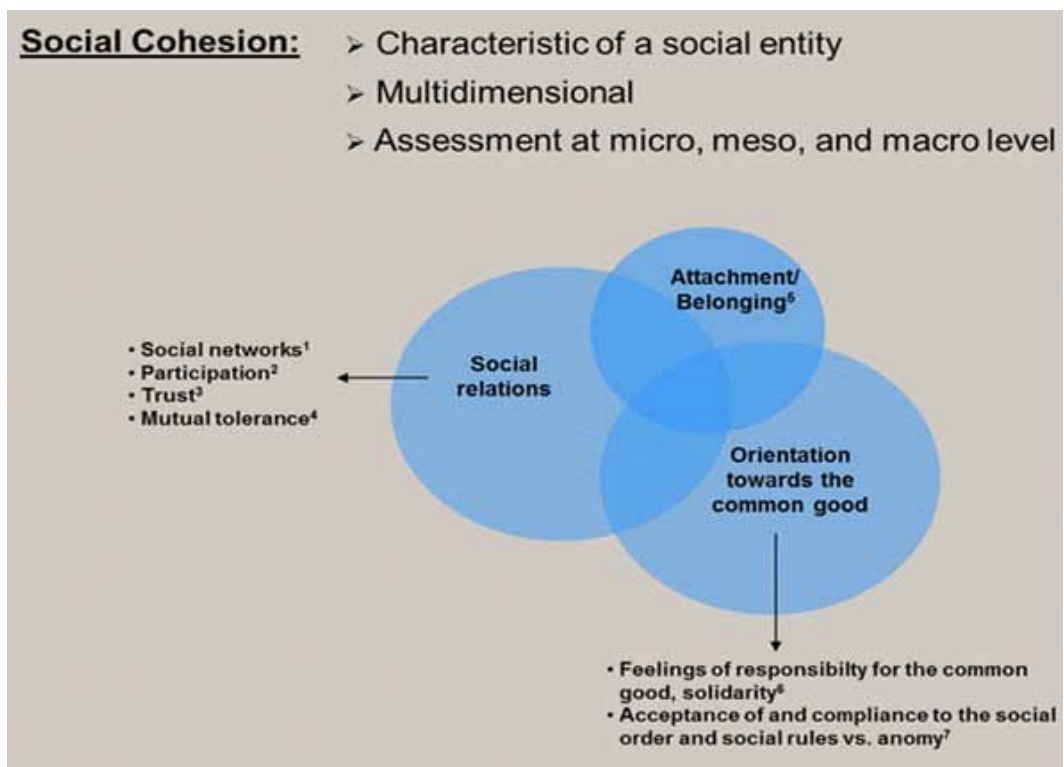 Social Cohesion:
➢ Characteristic of a social entity
➢ Multidimensional
➢ Assessment at micro, meso, and macro level
Attachment/
Belonging⁵
Social
relations
• Social networks¹
• Participation²
• Trust³
• Mutual tolerance⁴
Orientation
towards the
common good
• Feelings of responsibilty for the common
good, solidarity⁶
• Acceptance of and compliance to the social
order and social rules vs. anomy⁷